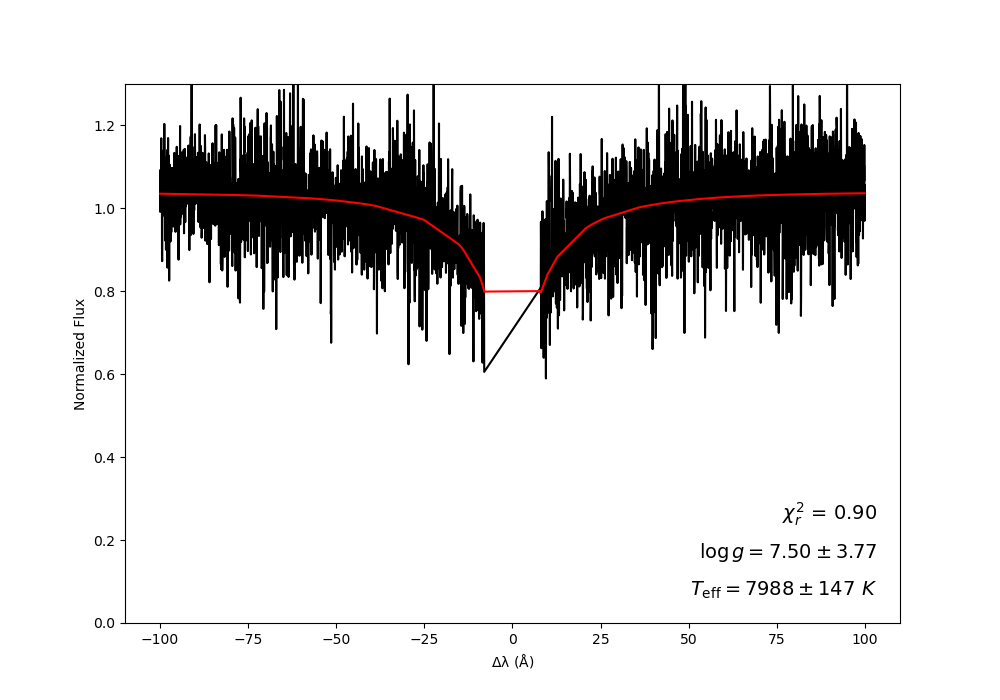 Normalized Flux
1.2
1.0
0.8
0.6
0.4
0.2
0.0
χ²ᵣ = 0.90
log g = 7.50 ± 3.77
T_eff = 7988 ± 147 K
−100 −75 −50 −25 0 25 50 75 100
Δλ (Å)